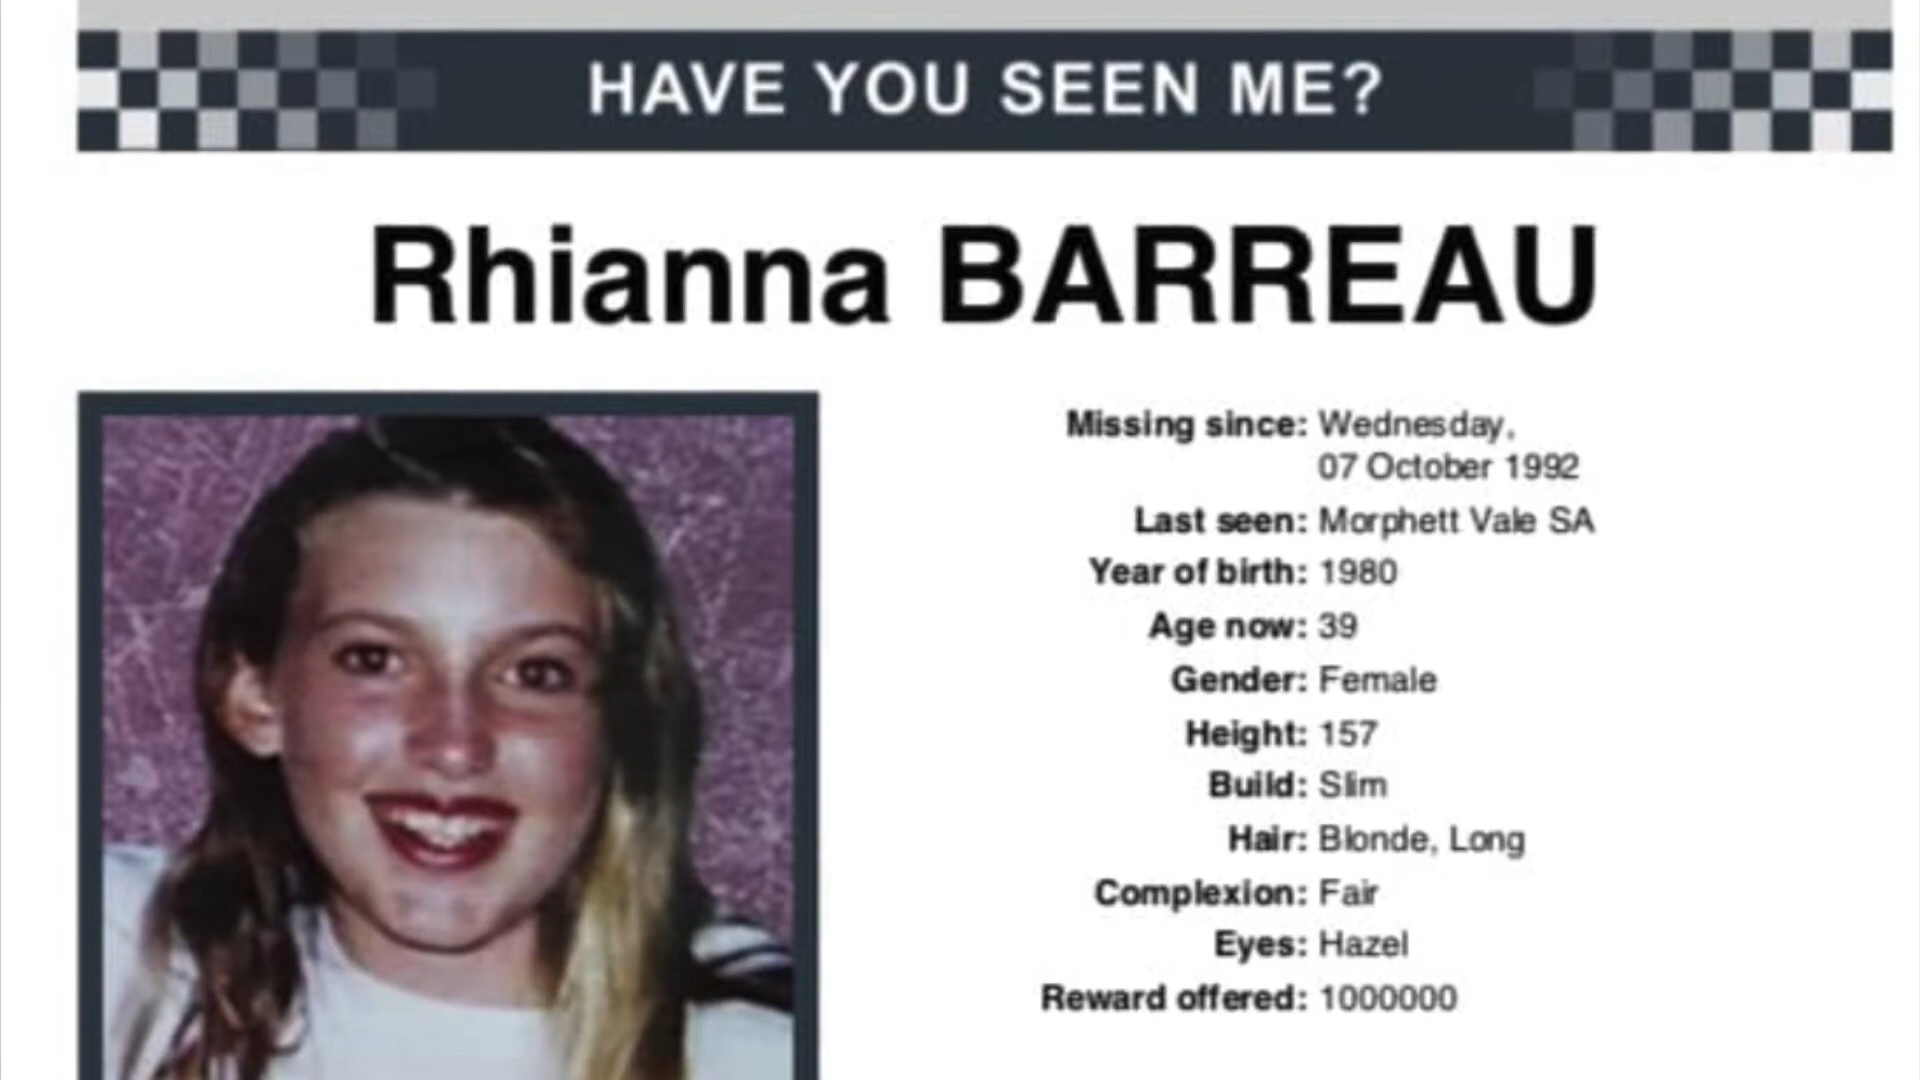 HAVE YOU SEEN ME?
Rhianna BARREAU
Missing since: Wednesday,
07 October 1992
Last seen: Morphett Vale SA
Year of birth: 1980
Age now: 39
Gender: Female
Height: 157
Build: Slim
Hair: Blonde, Long
Complexion: Fair
Eyes: Hazel
Reward offered: 1000000